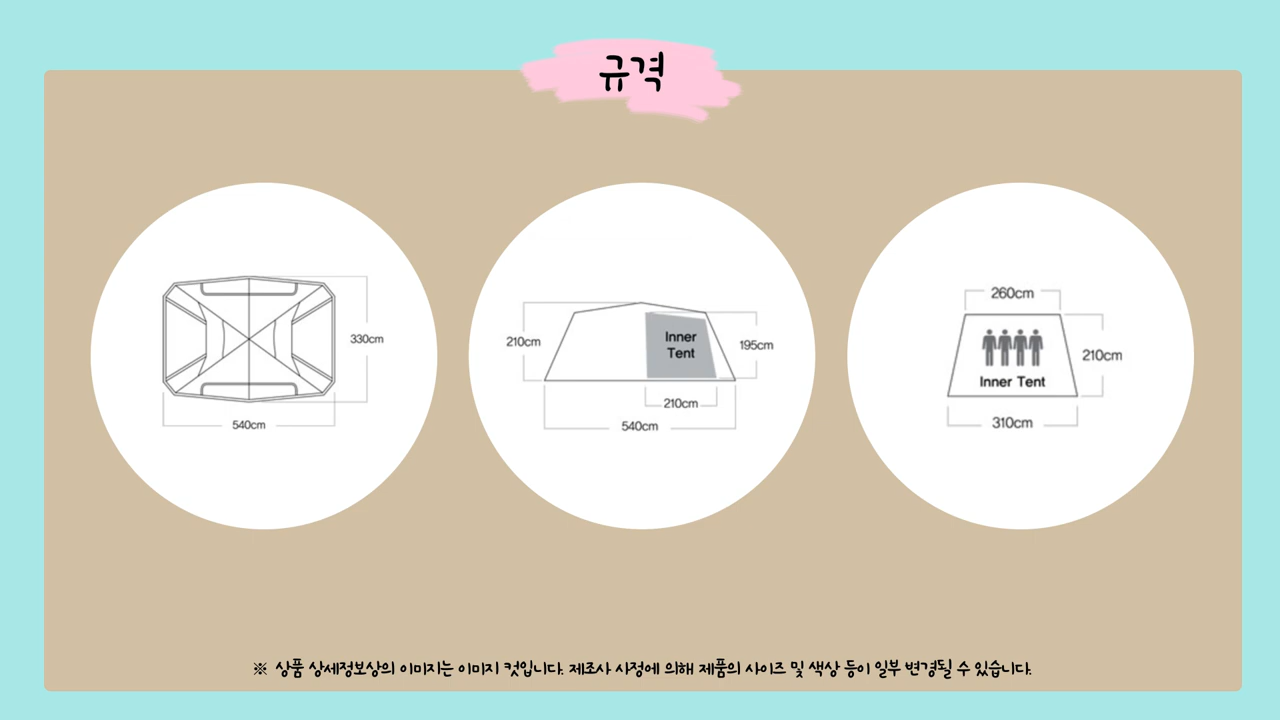 규격
330cm
540cm
210cm
Inner
Tent
195cm
210cm
540cm
260cm
210cm
Inner Tent
310cm
※ 상품 상세정보상의 이미지는 이미지 컷입니다. 제조사 사정에 의해 제품의 사이즈 및 색상 등이 일부 변경될 수 있습니다.